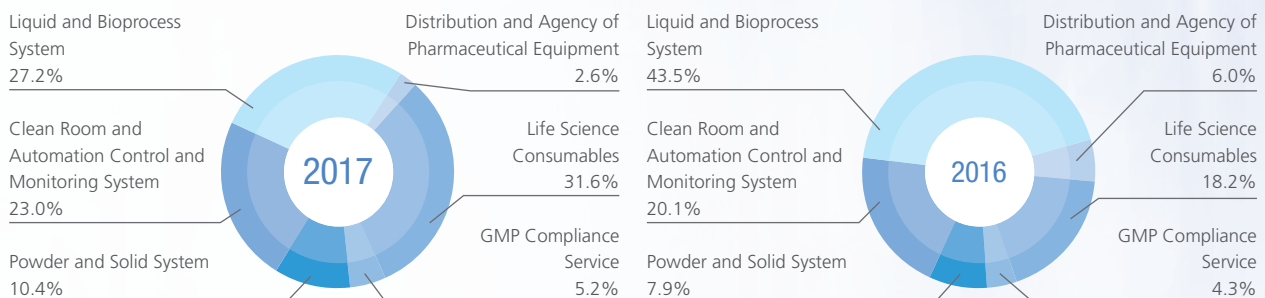 Liquid and Bioprocess
System
27.2%
Distribution and Agency of
Pharmaceutical Equipment
2.6%
Clean Room and
Automation Control and
Monitoring System
23.0%
2017
Life Science
Consumables
31.6%
Powder and Solid System
10.4%
GMP Compliance
Service
5.2%
Liquid and Bioprocess
System
43.5%
Distribution and Agency of
Pharmaceutical Equipment
6.0%
Clean Room and
Automation Control and
Monitoring System
20.1%
2016
Life Science
Consumables
18.2%
Powder and Solid System
7.9%
GMP Compliance
Service
4.3%